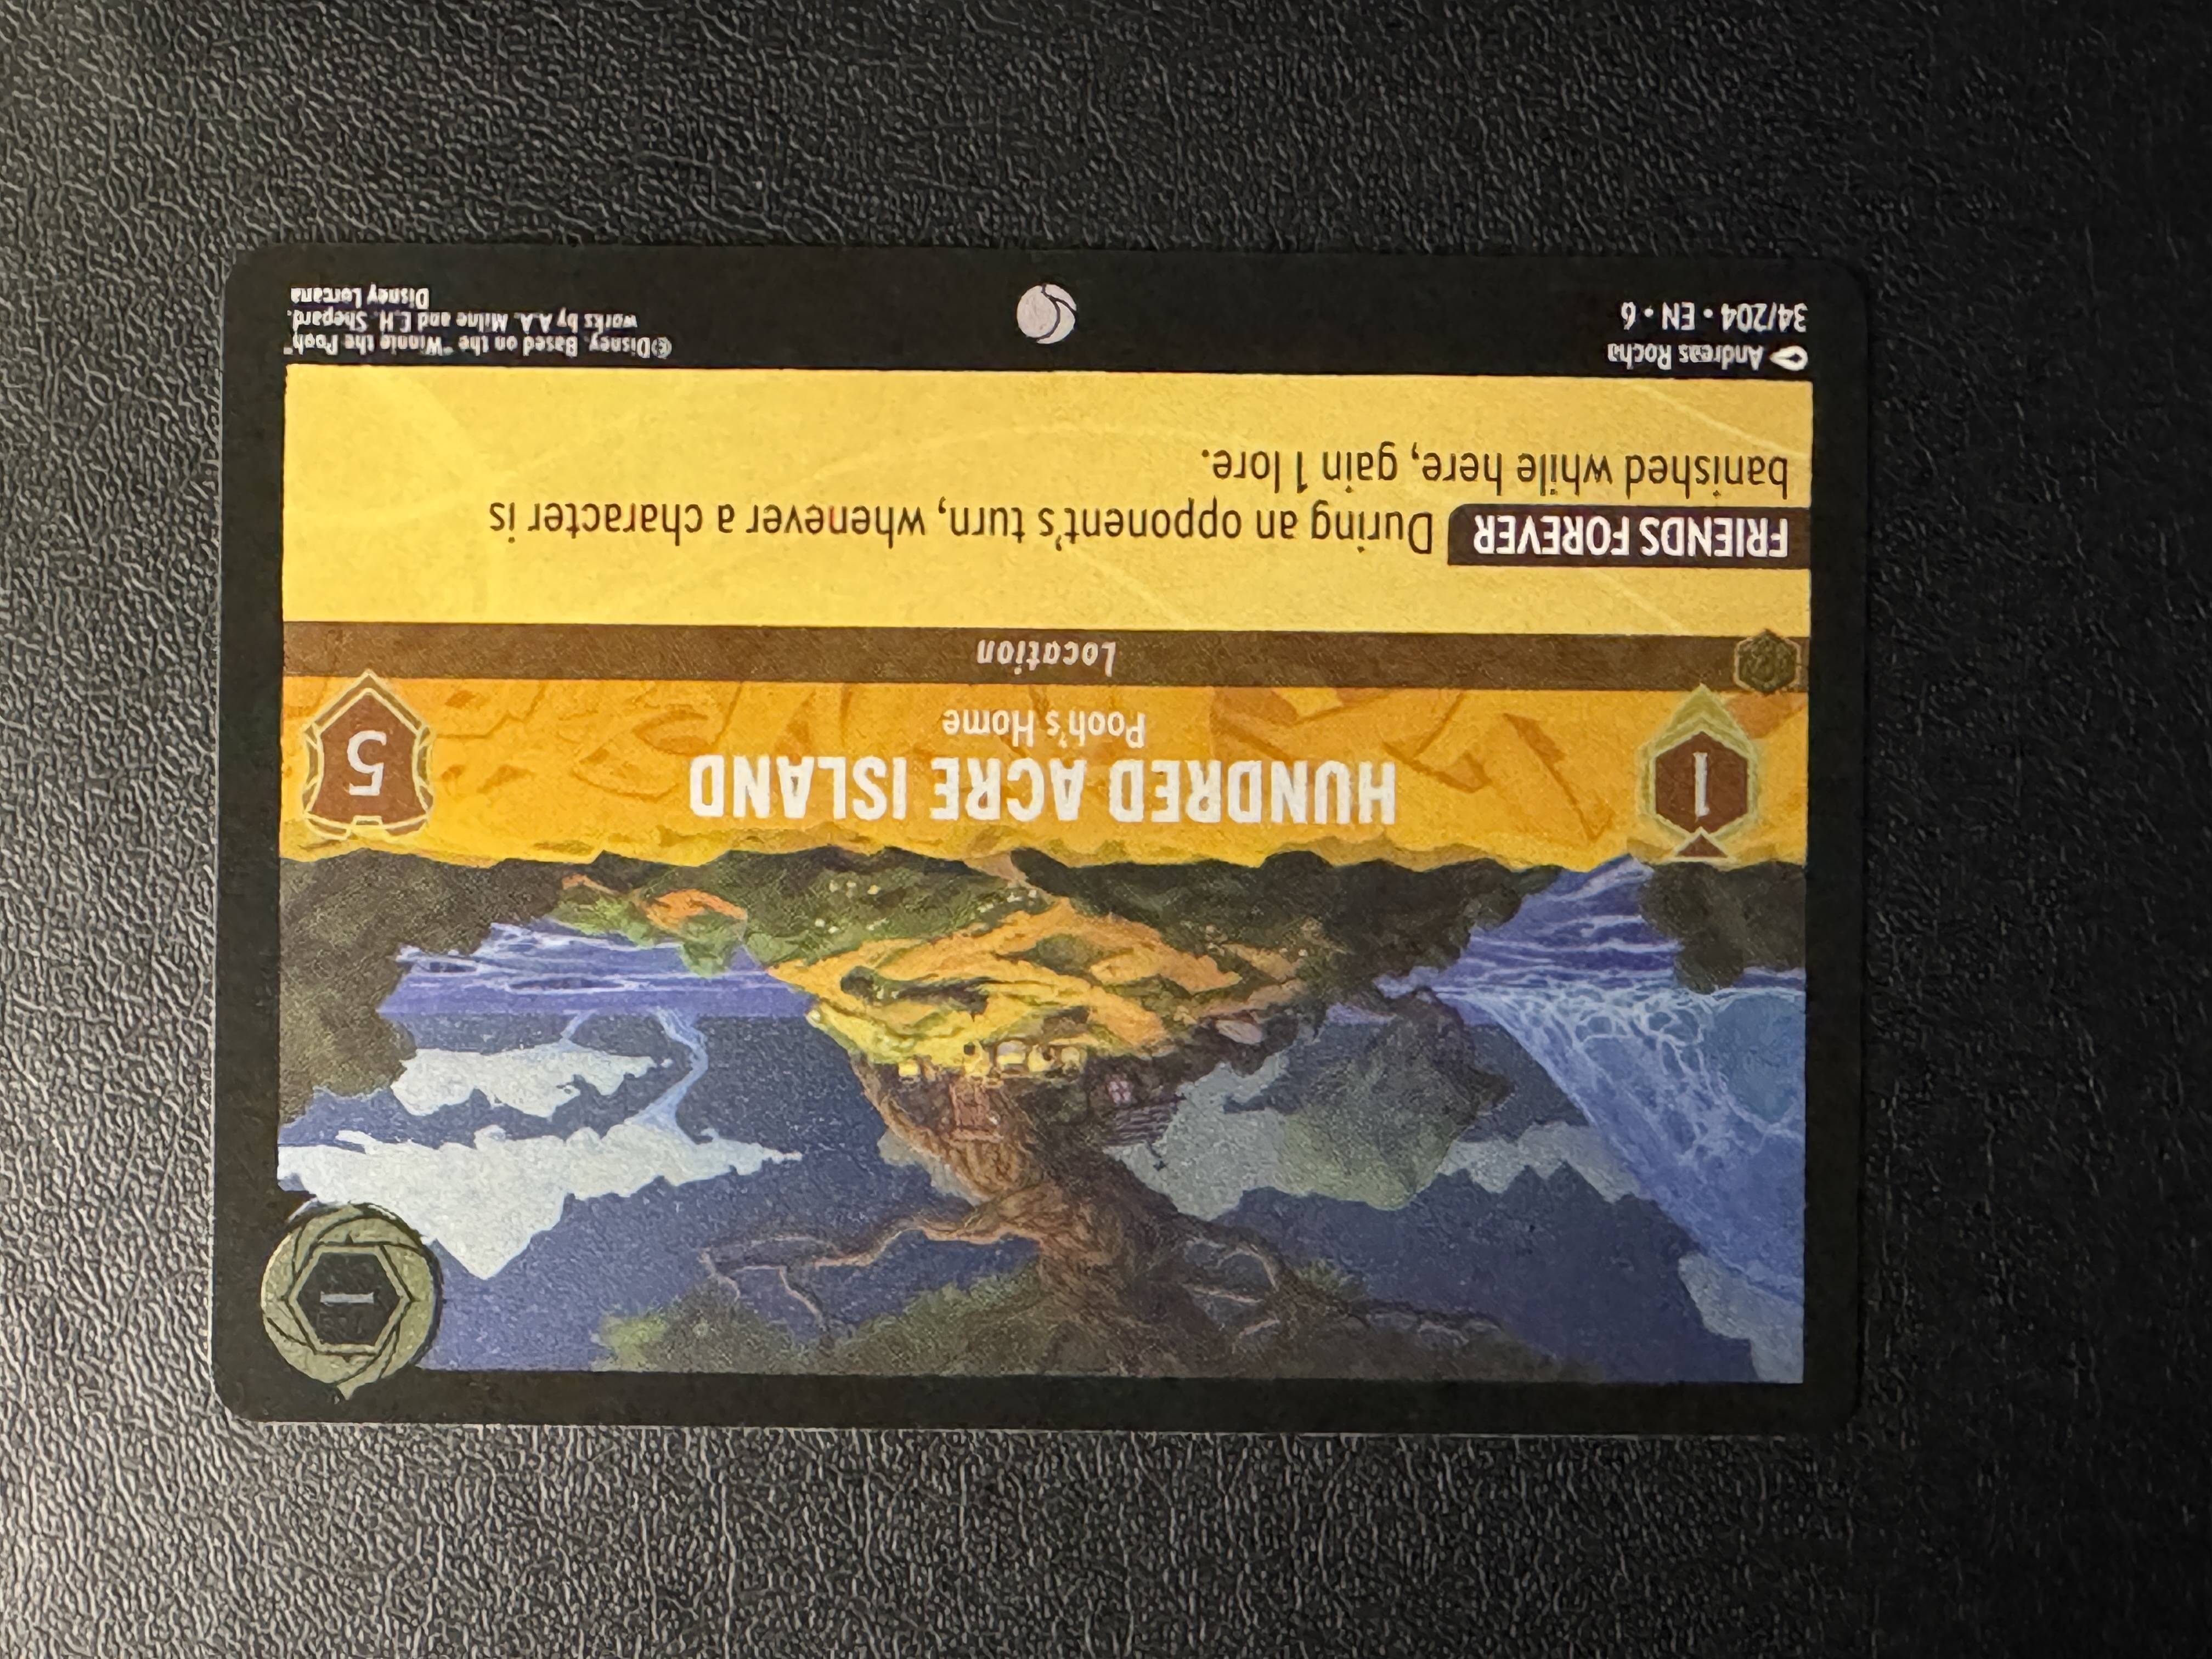 1
1
HUNDRED ACRE ISLAND
5
Pooh's Home
Location
FRIENDS FOREVER During an opponent's turn, whenever a character is
banished while here, gain 1 lore.
Andreas Rocha
34/204 • EN • 6
©Disney. Based on the "Winnie the Pooh"
works by A.A. Milne and E.H. Shepard.
Disney Lorcana